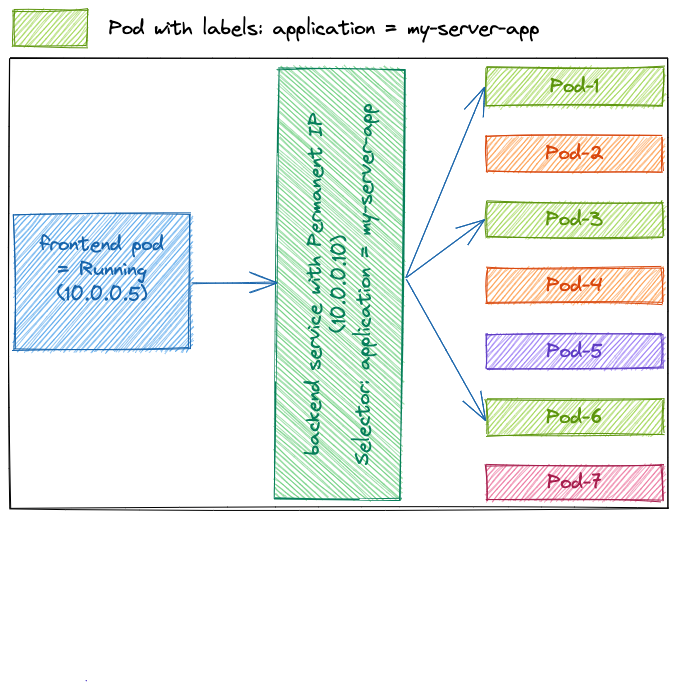 Pod with labels: application = my-server-app
frontend pod
= Running
(10.0.0.5)
backend service with Permanent IP
(10.0.0.10)
Selector: application = my-server-app
Pod-1
Pod-2
Pod-3
Pod-4
Pod-5
Pod-6
Pod-7